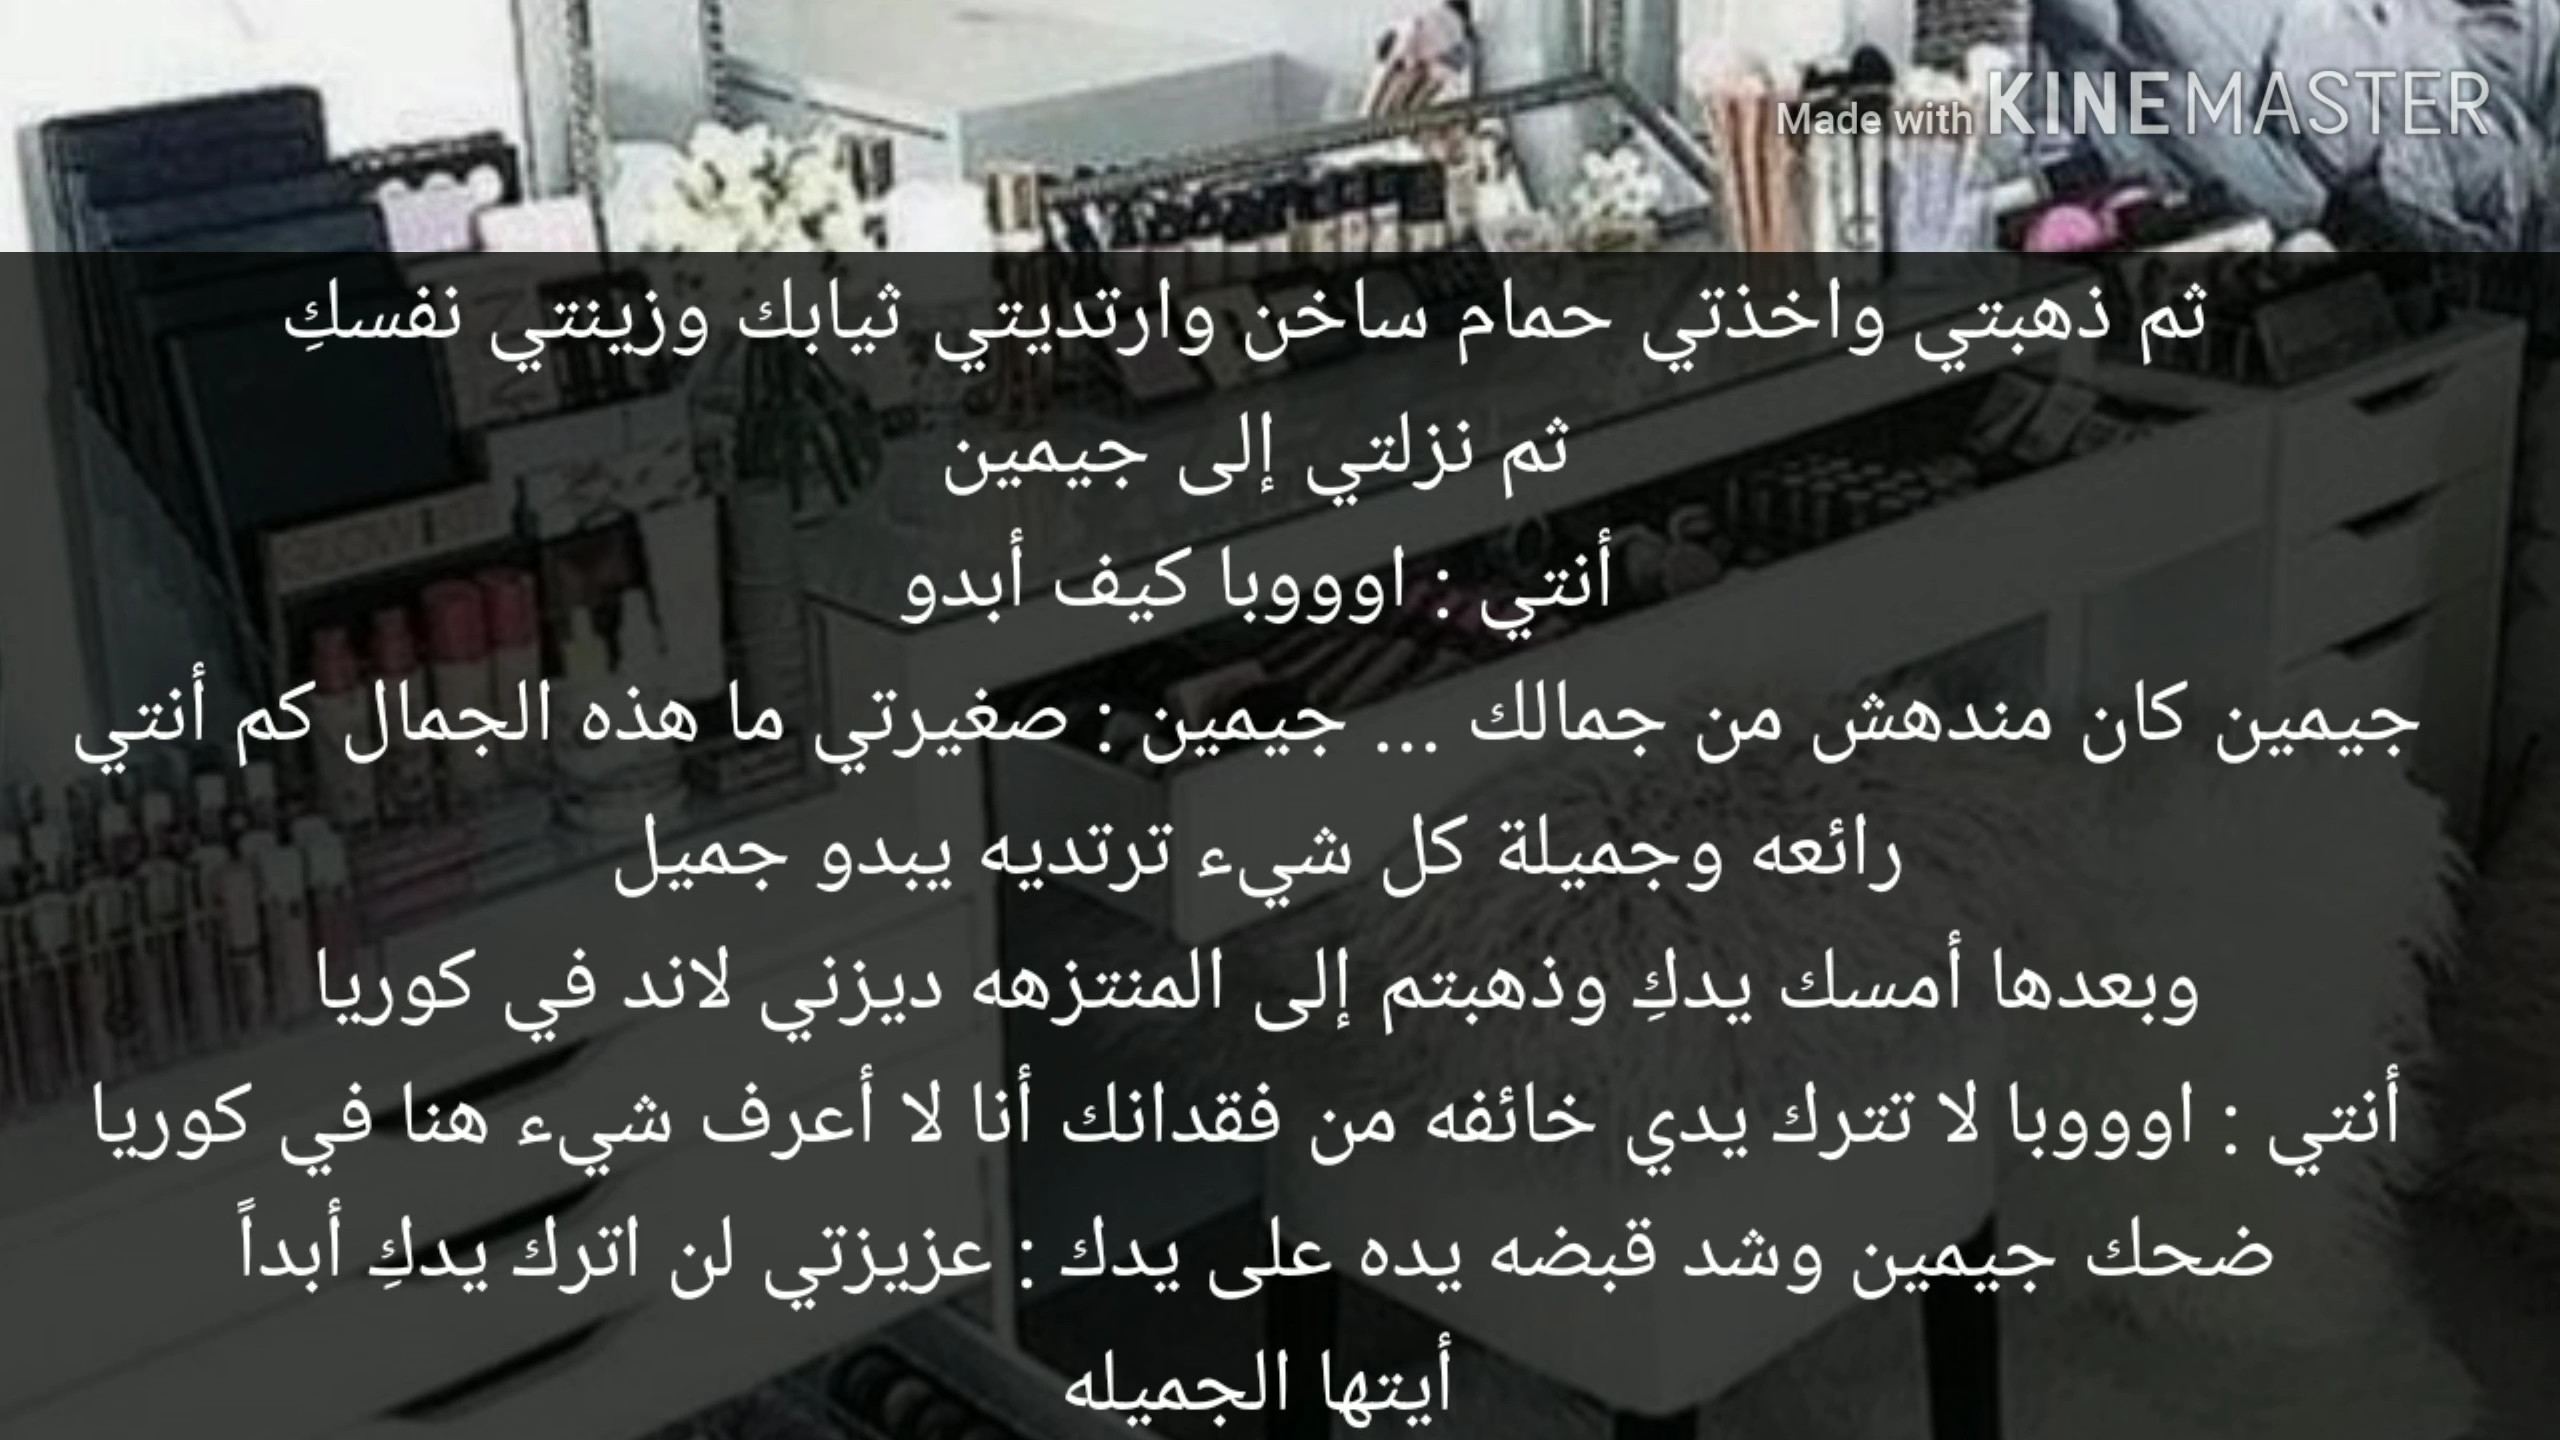 Made with KINEMASTER
ثم ذهبتي واخذتي حمام ساخن وارتديتي ثيابك وزينتي نفسكِ
ثم نزلتي إلى جيمين
أنتي : اوووبا كيف أبدو
جيمين كان مندهش من جمالك ... جيمين : صغيرتي ما هذه الجمال كم أنتي
رائعه وجميلة كل شيء ترتديه يبدو جميل
وبعدها أمسك يدكِ وذهبتم إلى المنتزهه ديزني لاند في كوريا
أنتي : اوووبا لا تترك يدي خائفه من فقدانك أنا لا أعرف شيء هنا في كوريا
ضحك جيمين وشد قبضه يده على يدك : عزيزتي لن اترك يدكِ أبداً
أيتها الجميله